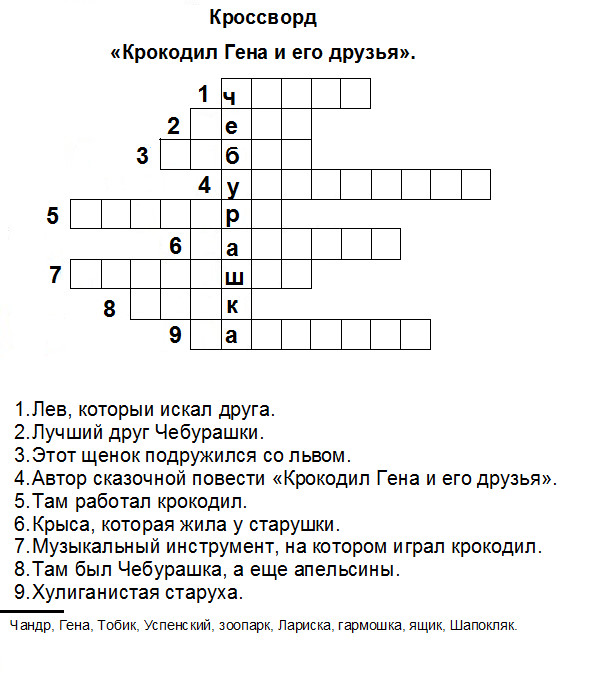 Кроссворд
«Крокодил Гена и его друзья».
1 ч
2 е
3 б
4 у
5 р
6 а
7 ш
8 к
9 а
1.Лев, которыи искал друга.
2.Лучший друг Чебурашки.
3.Этот щенок подружился со львом.
4.Автор сказочной повести «Крокодил Гена и его друзья».
5.Там работал крокодил.
6.Крыса, которая жила у старушки.
7.Музыкальный инструмент, на котором играл крокодил.
8.Там был Чебурашка, а еще апельсины.
9.Хулиганистая старуха.
Чандр, Гена, Тобик, Успенский, зоопарк, Лариска, гармошка, ящик, Шапокляк.